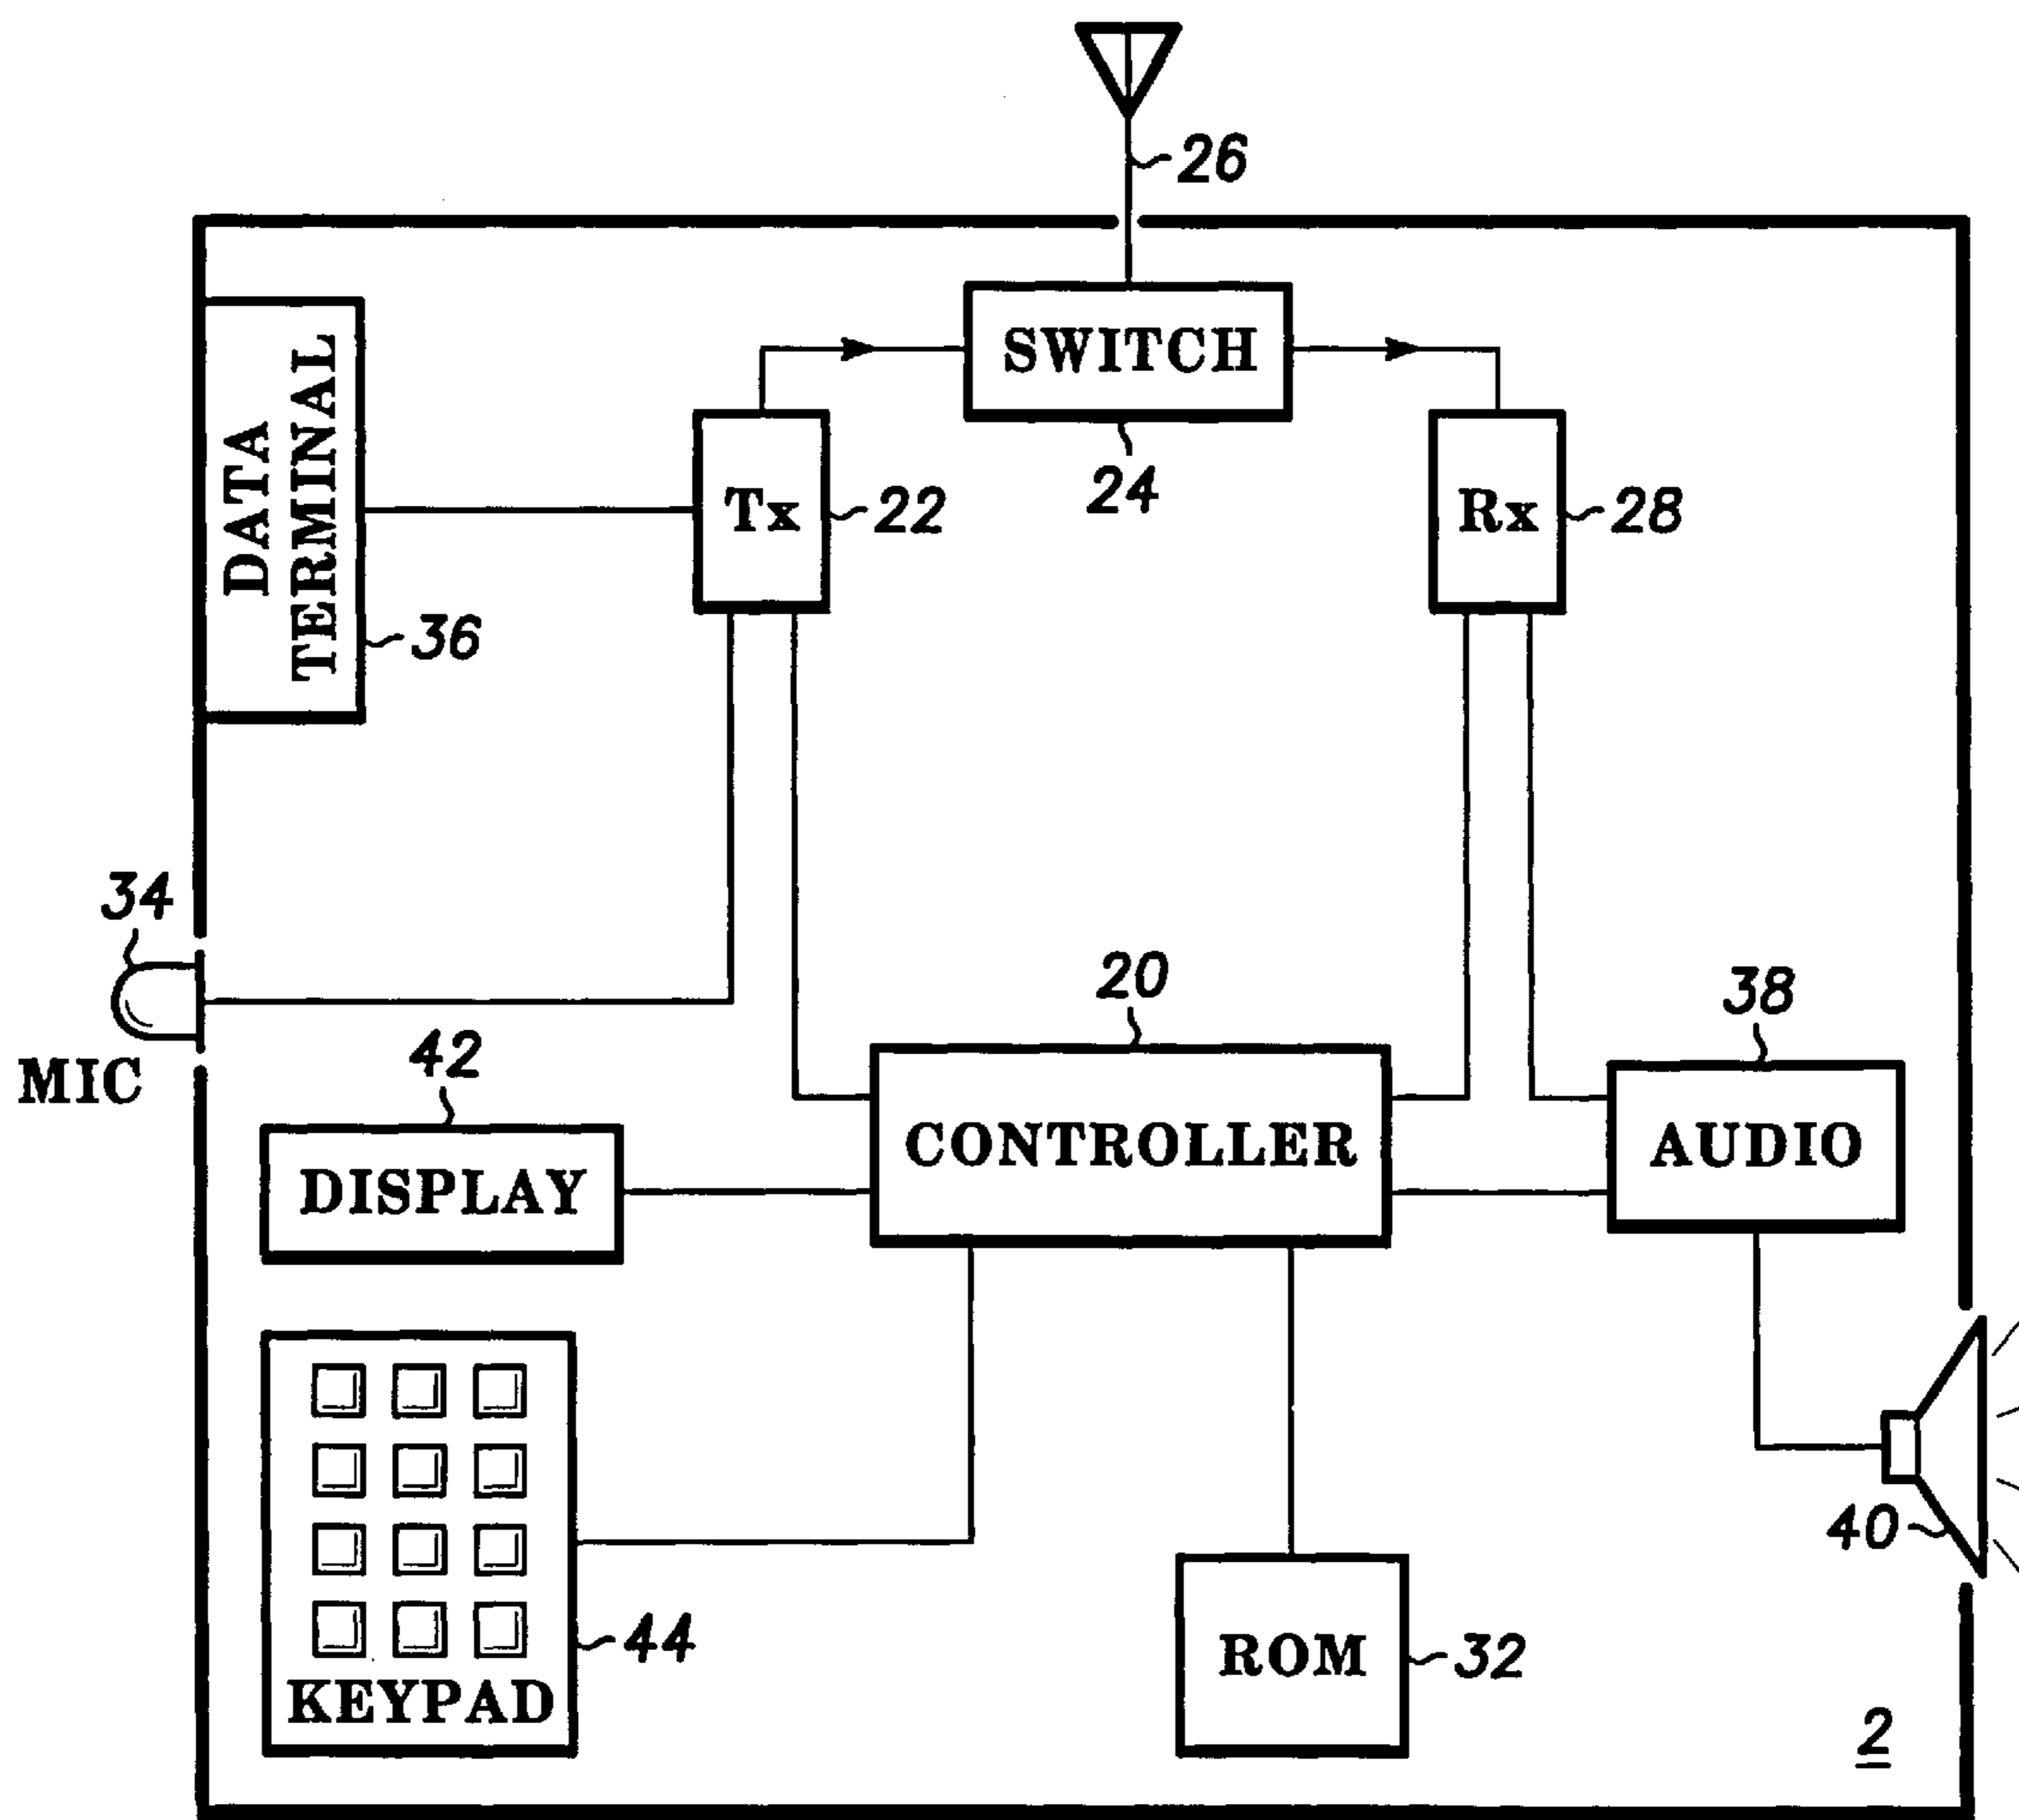 26
SWITCH
24
DATA
TERMINAL
36
Tx
22
Rx
28
34
MIC
20
CONTROLLER
38
AUDIO
42
DISPLAY
40
KEYPAD
44
ROM
32
2